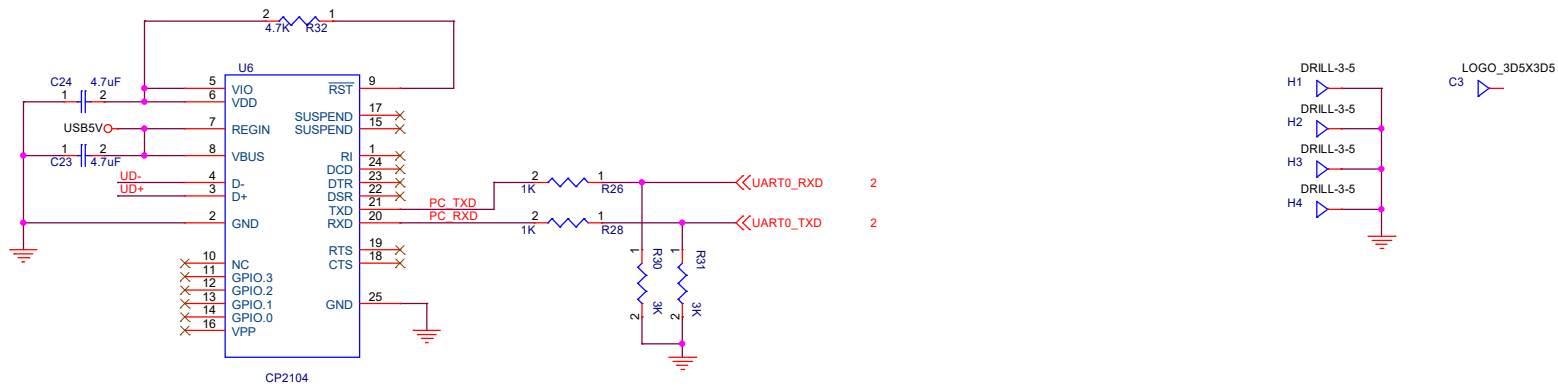 2 1
4.7K R32
U6
C24 4.7uF
1 2
5 VIO
6 VDD
9 RST
17 SUSPEND
15 SUSPEND
USB5V
7 REGIN
1 2
C23 4.7uF
8 VBUS
1 RI
24 DCD
UD-
4 D-
23 DTR
UD+
3 D+
22 DSR
21 TXD
PC_TXD
2 GND
20 RXD
PC_RXD
19 RTS
18 CTS
10 NC
11 GPIO.3
12 GPIO.2
13 GPIO.1
14 GPIO.0
16 VPP
25 GND
CP2104
2 1
1K R26
UART0_RXD 2
2 1
1K R28
UART0_TXD 2
1 R30
2 3K
1 R31
2 3K
DRILL-3-5
H1
DRILL-3-5
H2
DRILL-3-5
H3
DRILL-3-5
H4
LOGO_3D5X3D5
C3